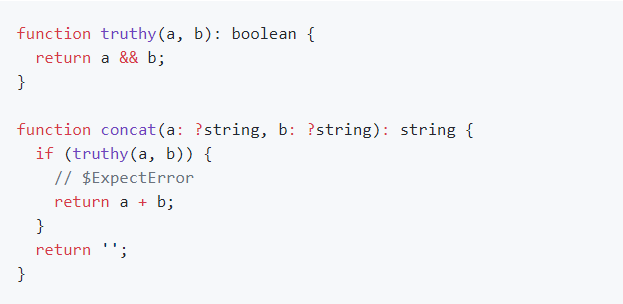 function truthy(a, b): boolean {
  return a && b;
}

function concat(a: ?string, b: ?string): string {
  if (truthy(a, b)) {
    // $ExpectError
    return a + b;
  }
  return '';
}